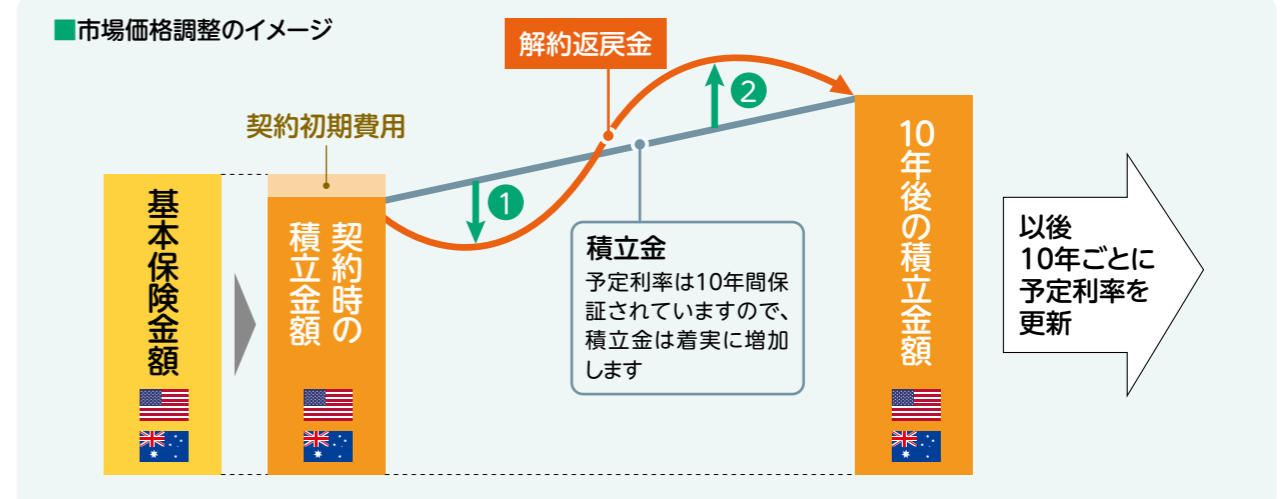 ■市場価格調整のイメージ
解約返戻金
契約初期費用
基本保険金額
契約時の
積立金額
❶
❷
積立金
予定利率は10年間保
証されていますので、
積立金は着実に増加
します
10年後の積立金額
以後
10年ごとに
予定利率を
更新